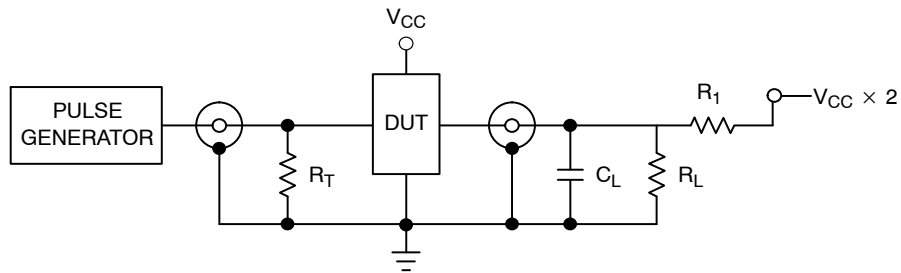 V_CC
PULSE
GENERATOR
DUT
R_T
C_L
R_L
R_1
V_CC × 2